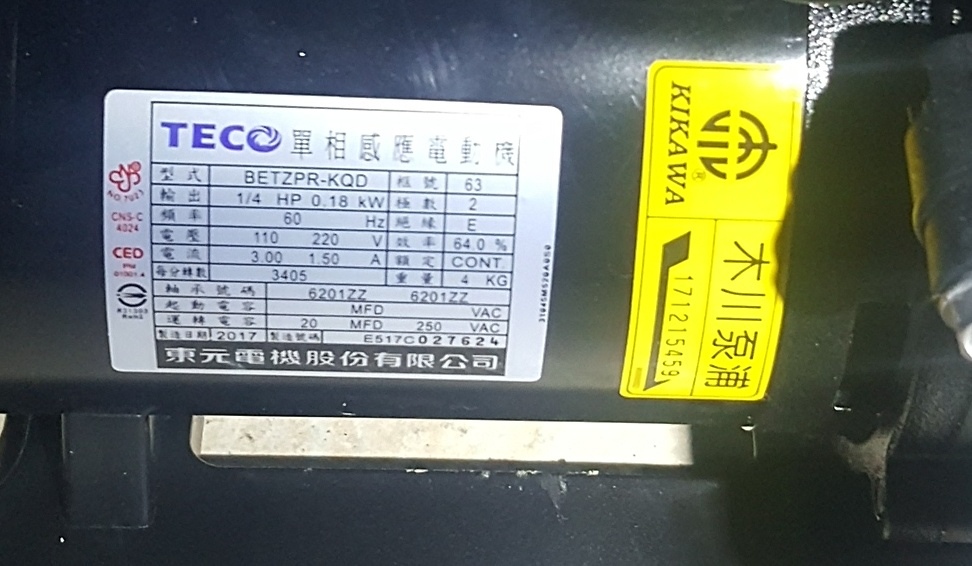 TECO 單相感應電動機
型式 BETZPR-KQD 框號 63
輸出 1/4 HP 0.18 kW 極數 2
頻率 60 Hz 絕緣 E
電壓 110 220 V 效率 64.0 %
電流 3.00 1.50 A 額定 CONT.
每分轉數 3405 重量 4 KG
軸承號碼 6201ZZ 6201ZZ
起動電容 MFD VAC
運轉電容 20 MFD 250 VAC
製造日期 2017 製造號碼 E517C027624
東元電機股份有限公司
CNS-C
4024
CED
R31303
RoHS
KIKAWA
®
木川泵浦
171215459